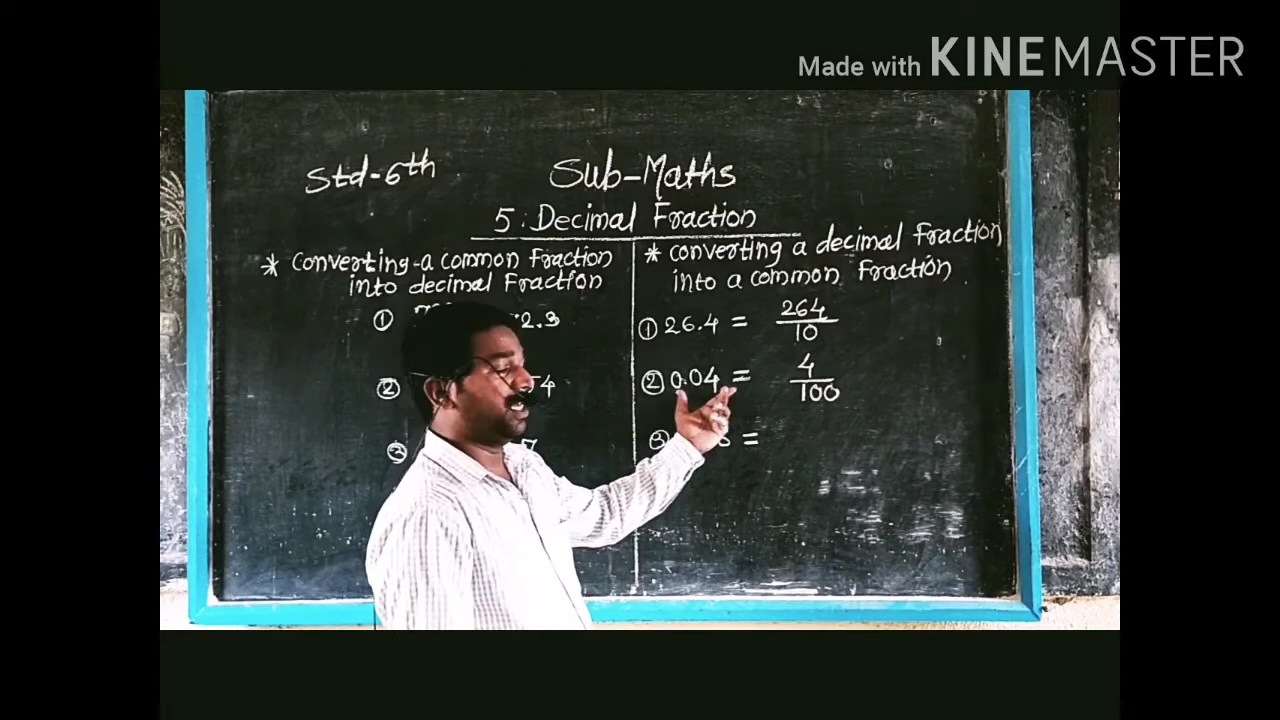 Made with KINEMASTER
Std-6th
Sub-Maths
5. Decimal Fraction
* Converting-a common fraction
into decimal Fraction
① 2.3
② 4
③ 7
* converting a decimal Fraction
into a common Fraction
① 26.4 = 264/10
② 0.04 = 4/100
③ =